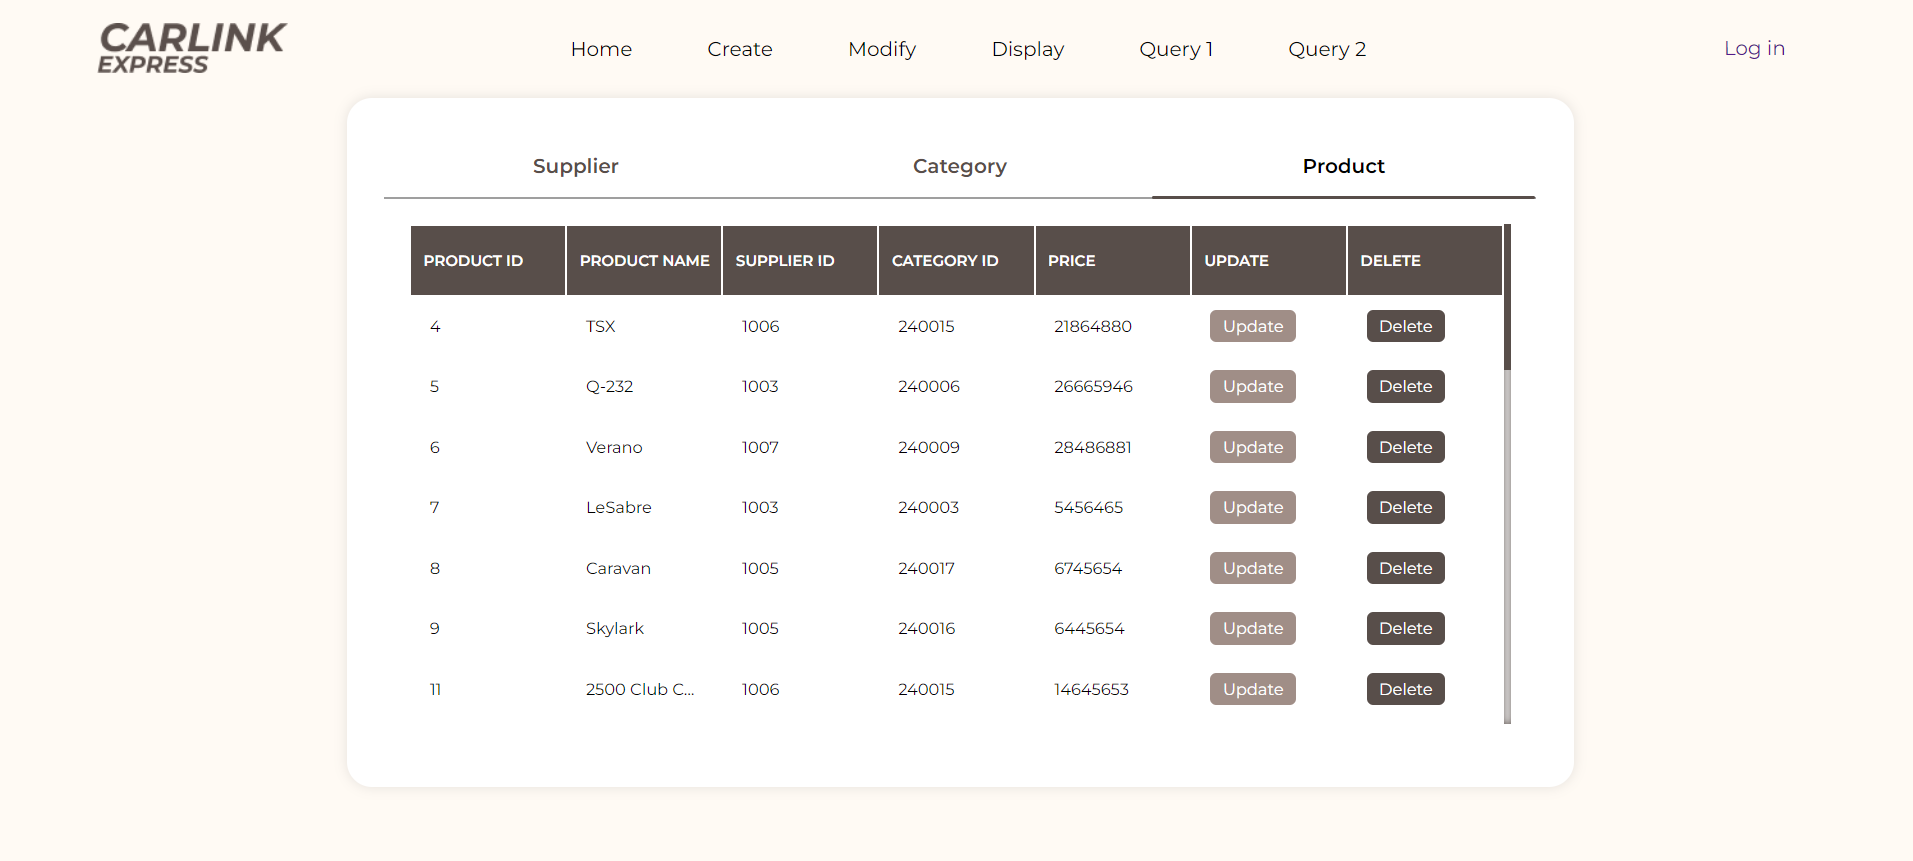 CARLINK
EXPRESS
Home Create Modify Display Query 1 Query 2 Log in
Supplier Category Product
PRODUCT ID PRODUCT NAME SUPPLIER ID CATEGORY ID PRICE UPDATE DELETE
4 TSX 1006 240015 21864880 Update Delete
5 Q-232 1003 240006 26665946 Update Delete
6 Verano 1007 240009 28486881 Update Delete
7 LeSabre 1003 240003 5456465 Update Delete
8 Caravan 1005 240017 6745654 Update Delete
9 Skylark 1005 240016 6445654 Update Delete
11 2500 Club C... 1006 240015 14645653 Update Delete